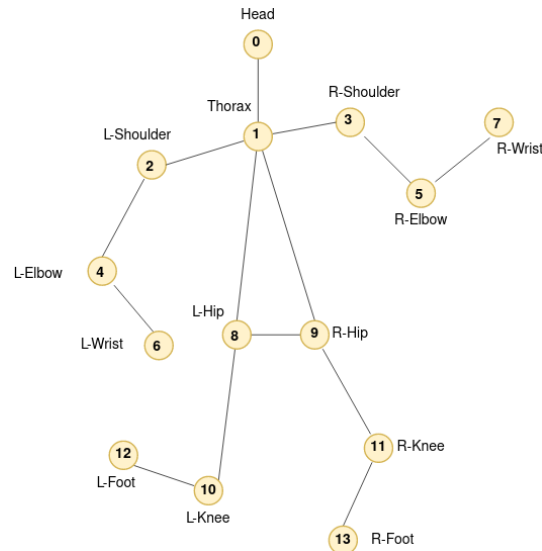 Head
0
R-Shoulder
Thorax
3
7
L-Shoulder
1
R-Wrist
2
5
R-Elbow
L-Elbow
4
L-Hip
L-Wrist
6
8
9
R-Hip
11
R-Knee
12
L-Foot
10
L-Knee
13
R-Foot